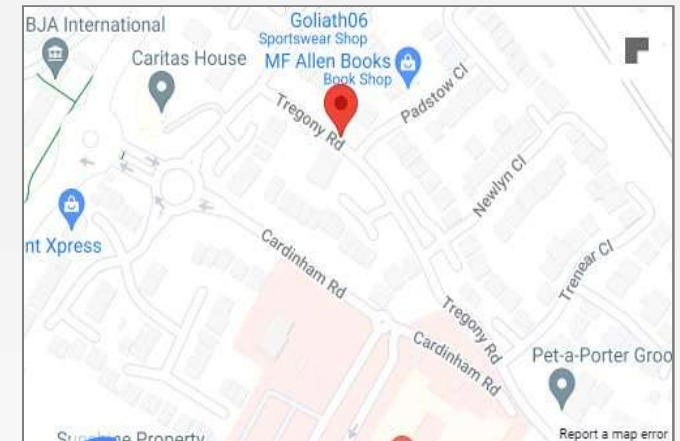 BJA International
Goliath06
Sportswear Shop
Caritas House
MF Allen Books
Book Shop
Tregony Rd
Padstow Cl
Newlyn Cl
nt Xpress
Cardinham Rd
Trenear Cl
Tregony Rd
Cardinham Rd
Pet-a-Porter Groo
Property
Report a map error